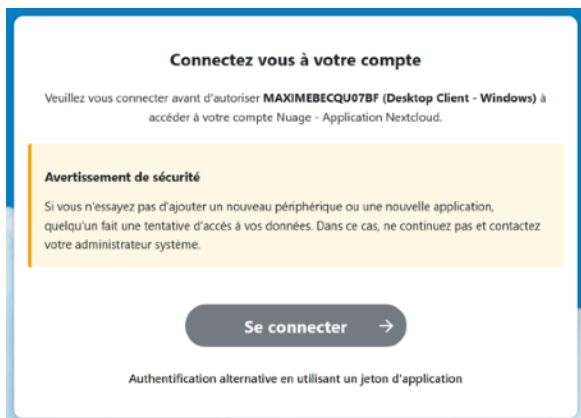 Connectez vous à votre compte
Veuillez vous connecter avant d'autoriser MAXIMEBECQU07BF (Desktop Client - Windows) à
accéder à votre compte Nuage - Application Nextcloud.
Avertissement de sécurité
Si vous n'essayez pas d'ajouter un nouveau périphérique ou une nouvelle application,
quelqu'un fait une tentative d'accès à vos données. Dans ce cas, ne continuez pas et contactez
votre administrateur système.
Se connecter →
Authentification alternative en utilisant un jeton d'application